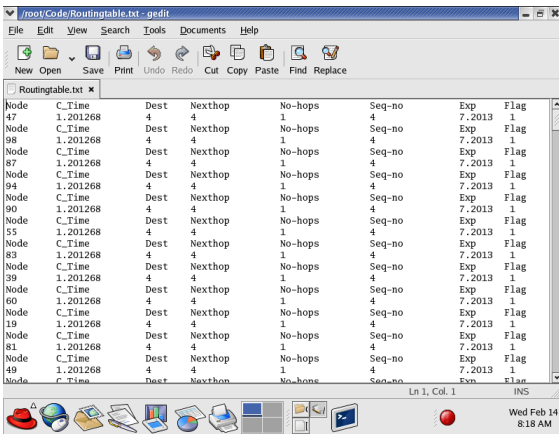 /root/Code/Routingtable.txt - gedit
File Edit View Search Tools Documents Help
New Open Save Print Undo Redo Cut Copy Paste Find Replace
Routingtable.txt
Node C_Time Dest Nexthop No-hops Seq-no Exp Flag
47 1.201268 4 4 1 4 7.2013 1
Node C_Time Dest Nexthop No-hops Seq-no Exp Flag
98 1.201268 4 4 1 4 7.2013 1
Node C_Time Dest Nexthop No-hops Seq-no Exp Flag
87 1.201268 4 4 1 4 7.2013 1
Node C_Time Dest Nexthop No-hops Seq-no Exp Flag
94 1.201268 4 4 1 4 7.2013 1
Node C_Time Dest Nexthop No-hops Seq-no Exp Flag
90 1.201268 4 4 1 4 7.2013 1
Node C_Time Dest Nexthop No-hops Seq-no Exp Flag
55 1.201268 4 4 1 4 7.2013 1
Node C_Time Dest Nexthop No-hops Seq-no Exp Flag
83 1.201268 4 4 1 4 7.2013 1
Node C_Time Dest Nexthop No-hops Seq-no Exp Flag
39 1.201268 4 4 1 4 7.2013 1
Node C_Time Dest Nexthop No-hops Seq-no Exp Flag
60 1.201268 4 4 1 4 7.2013 1
Node C_Time Dest Nexthop No-hops Seq-no Exp Flag
19 1.201268 4 4 1 4 7.2013 1
Node C_Time Dest Nexthop No-hops Seq-no Exp Flag
81 1.201268 4 4 1 4 7.2013 1
Node C_Time Dest Nexthop No-hops Seq-no Exp Flag
49 1.201268 4 4 1 4 7.2013 1
Node C_Time Dest Nexthop No-hops Seq-no Exp Flag
Ln 1, Col. 1 INS
Wed Feb 14
8:18 AM